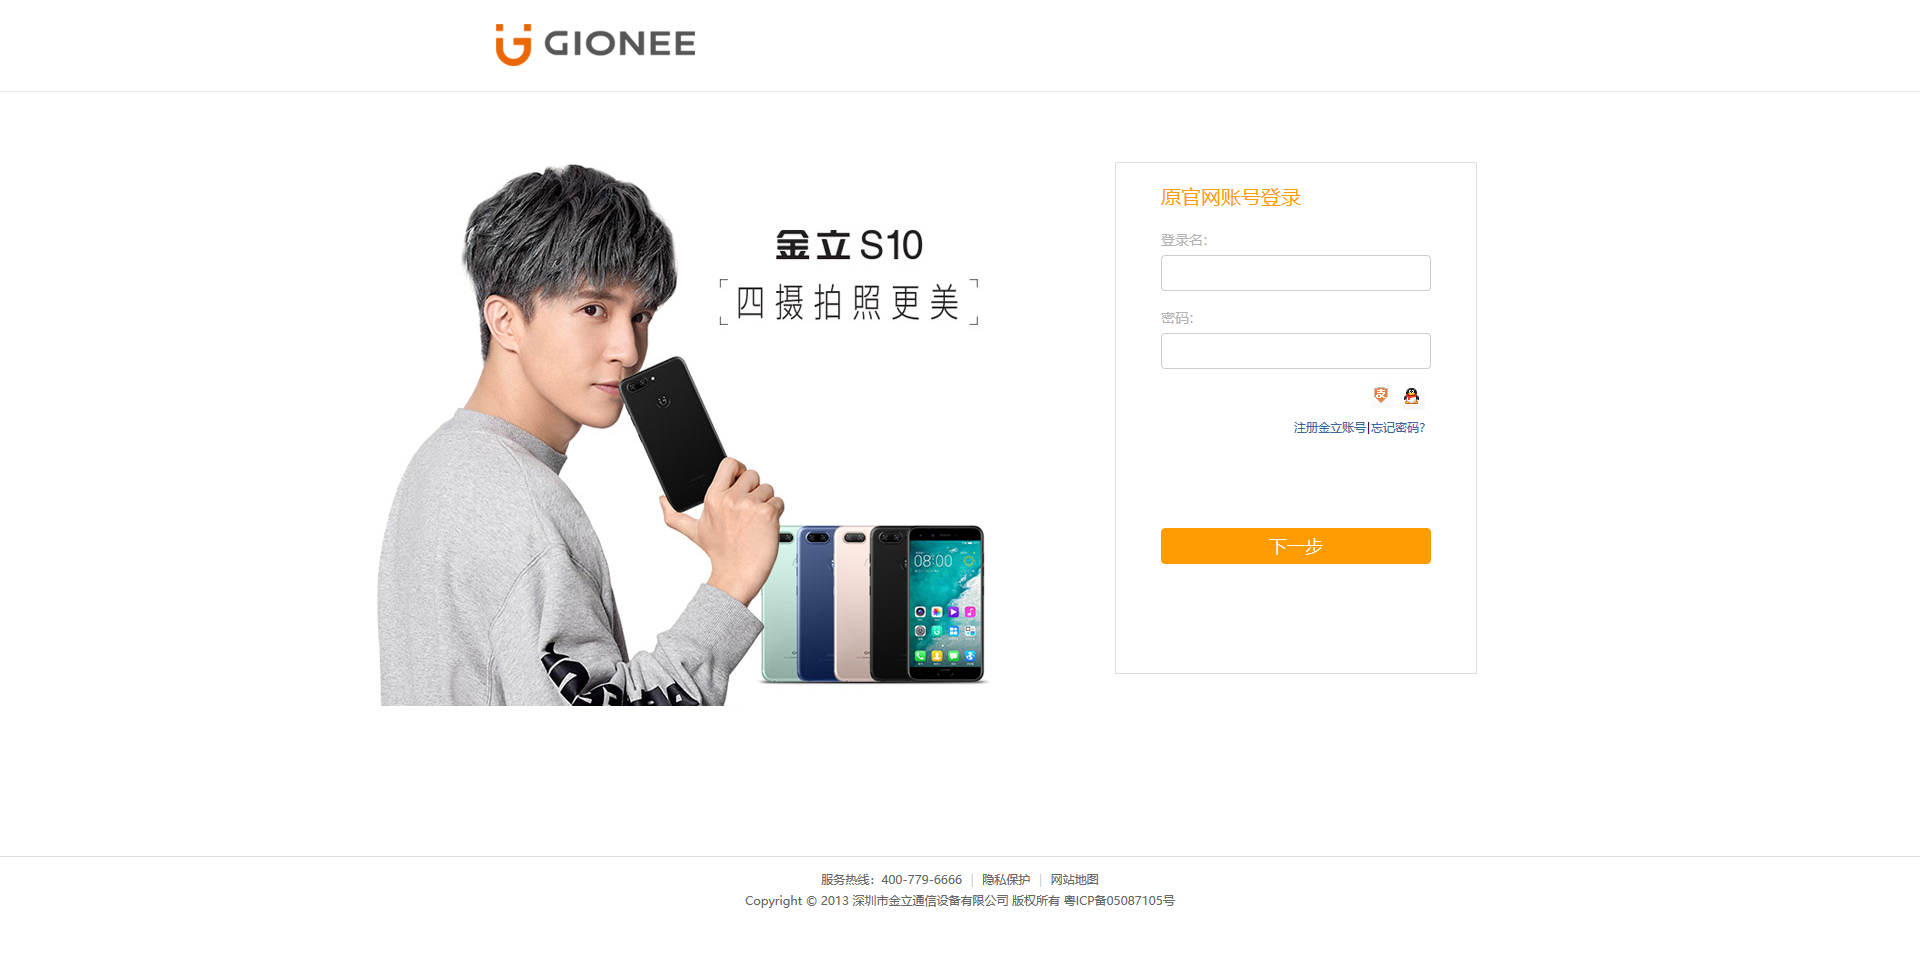 GIONEE
金立 S10
四摄拍照更美
原官网账号登录
登录名:
密码:
注册金立账号|忘记密码?
下一步
08:00
服务热线：400-779-6666 | 隐私保护 | 网站地图
Copyright © 2013 深圳市金立通信设备有限公司 版权所有 粤ICP备05087105号